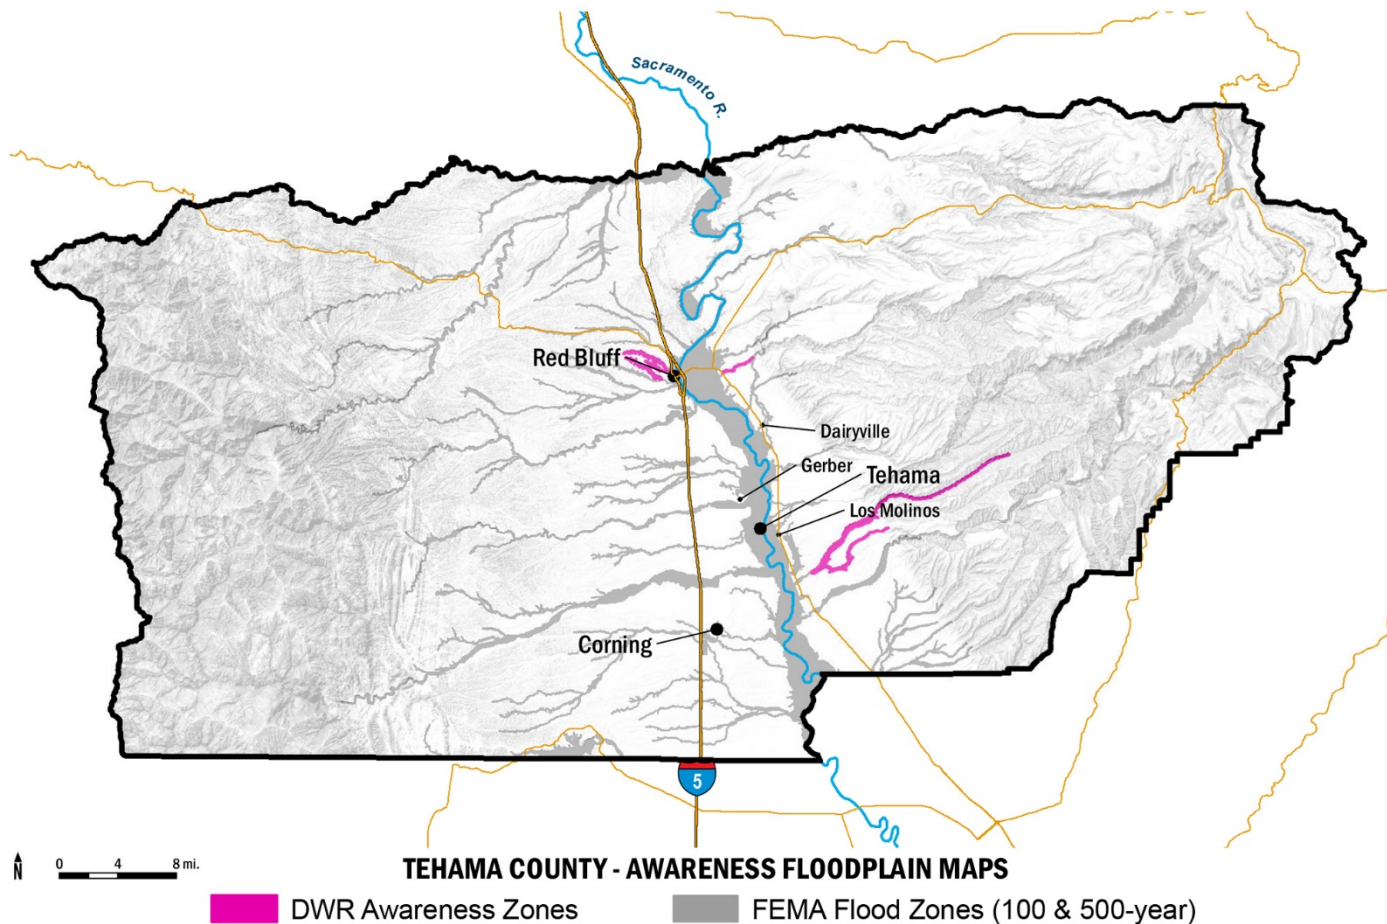 Sacramento R.
Red Bluff
Dairyville
Gerber
Tehama
Los Molinos
Corning
5
N
0 4 8 mi.
TEHAMA COUNTY - AWARENESS FLOODPLAIN MAPS
DWR Awareness Zones
FEMA Flood Zones (100 & 500-year)